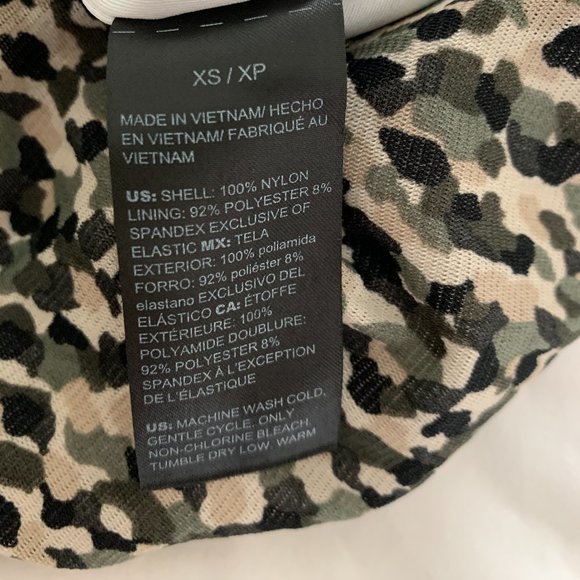 XS / XP
MADE IN VIETNAM/ HECHO
EN VIETNAM/ FABRIQUÉ AU
VIETNAM
US: SHELL: 100% NYLON
LINING: 92% POLYESTER 8%
SPANDEX EXCLUSIVE OF
ELASTIC MX: TELA
EXTERIOR: 100% poliamida
FORRO: 92% poliéster 8%
elastano EXCLUSIVO DEL
ELÁSTICO CA: ÉTOFFE
EXTÉRIEURE: 100%
POLYAMIDE DOUBLURE:
92% POLYESTER 8%
SPANDEX À L'EXCEPTION
DE L'ÉLASTIQUE
US: MACHINE WASH COLD,
GENTLE CYCLE. ONLY
NON-CHLORINE BLEACH,
TUMBLE DRY LOW. WARM